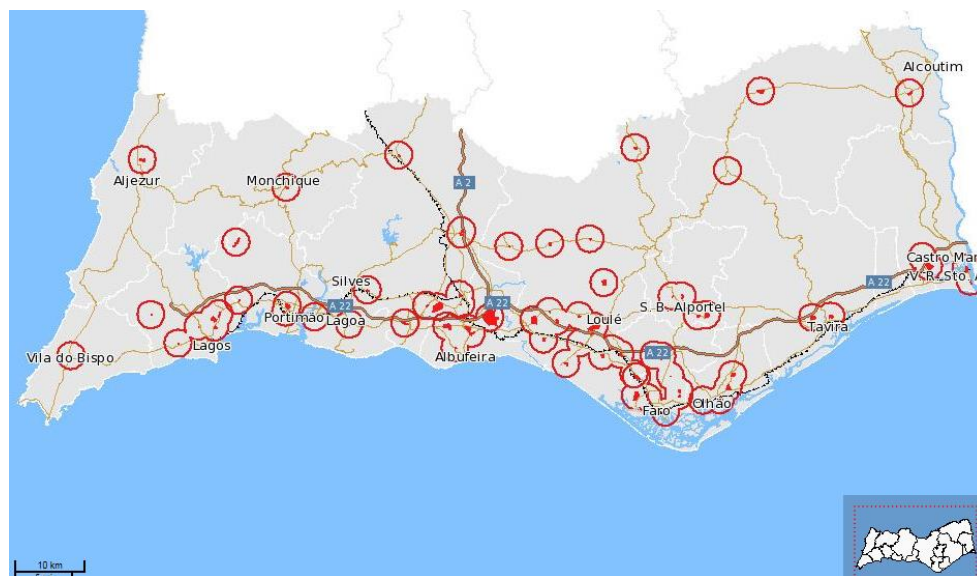 Alcoutim
Aljezur
Monchique
A 2
Castro Mar
V. R. Sto. A
A 22
Silves
A 22
A 22
S. B. Alportel
Portimão
Lagoa
Loulé
Tavira
Lagos
Vila do Bispo
Albufeira
A 22
Faro
Olhão
10 km